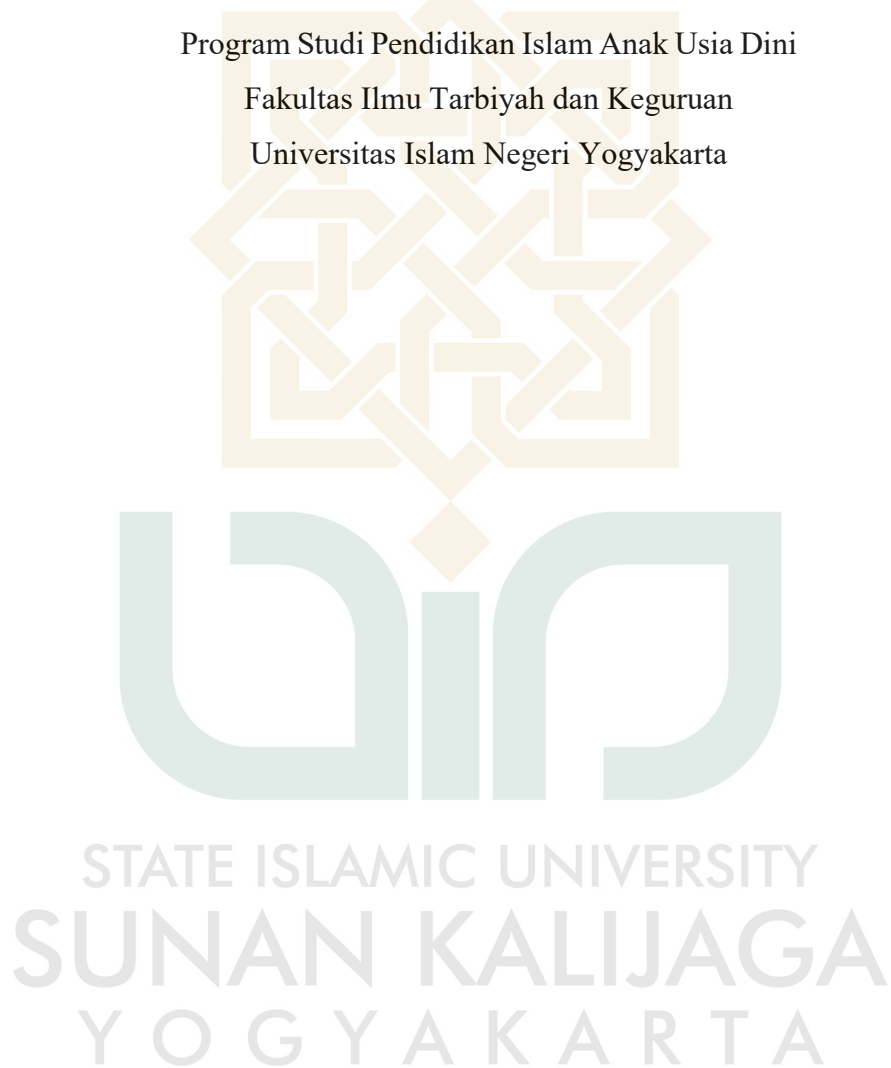 Program Studi Pendidikan Islam Anak Usia Dini
Fakultas Ilmu Tarbiyah dan Keguruan
Universitas Islam Negeri Yogyakarta
STATE ISLAMIC UNIVERSITY
SUNAN KALIJAGA
YOGYAKARTA